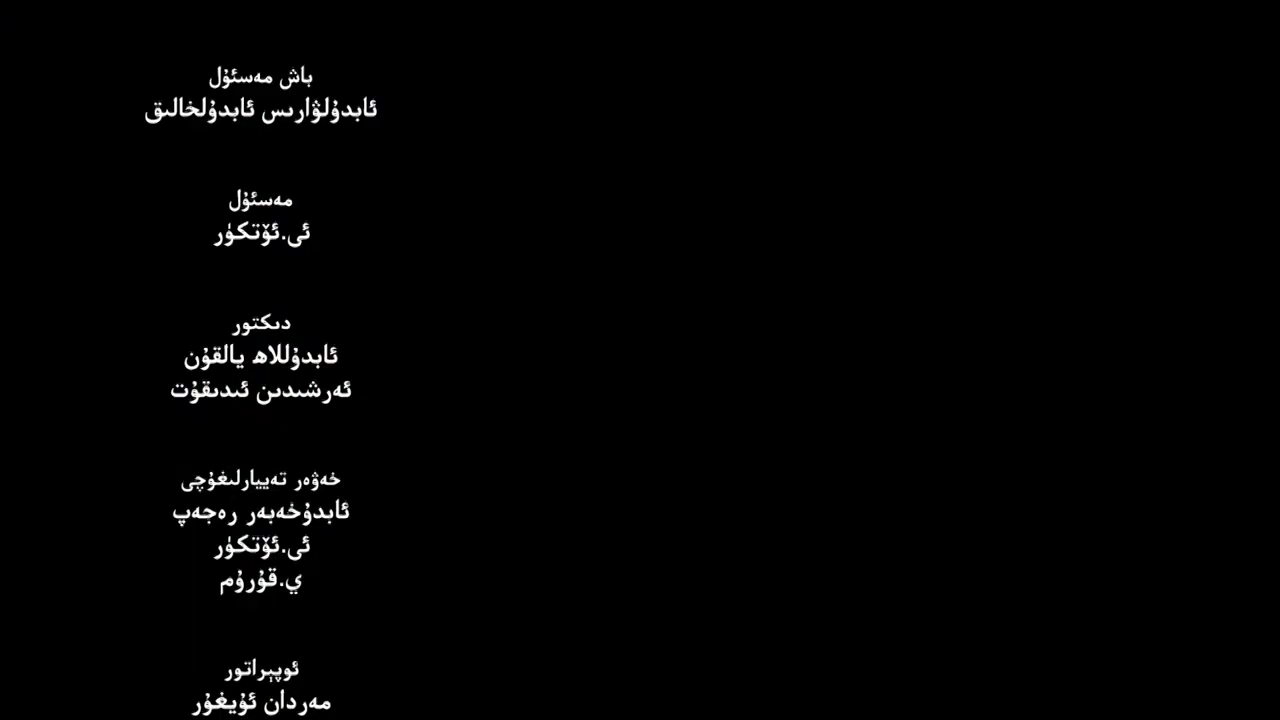 باش مەسئۇل
ئابدۇلۋارىس ئابدۇلخالىق
مەسئۇل
ئى.ئۆتكۈر
دىكتور
ئابدۇللاھ يالقۇن
ئەرشىدىن ئىدىقۇت
خەۋەر تەييارلىغۇچى
ئابدۇخەبەر رەجەپ
ئى.ئۆتكۈر
ي.قۇرۇم
ئوپېراتور
مەردان ئۇيغۇر